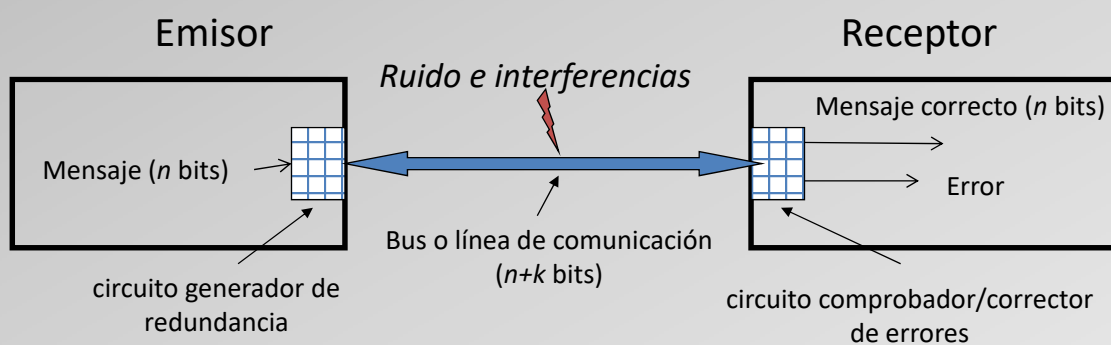 Emisor
Receptor
Ruido e interferencias
Mensaje correcto (n bits)
Mensaje (n bits)
Error
Bus o línea de comunicación
(n+k bits)
circuito generador de
redundancia
circuito comprobador/corrector
de errores